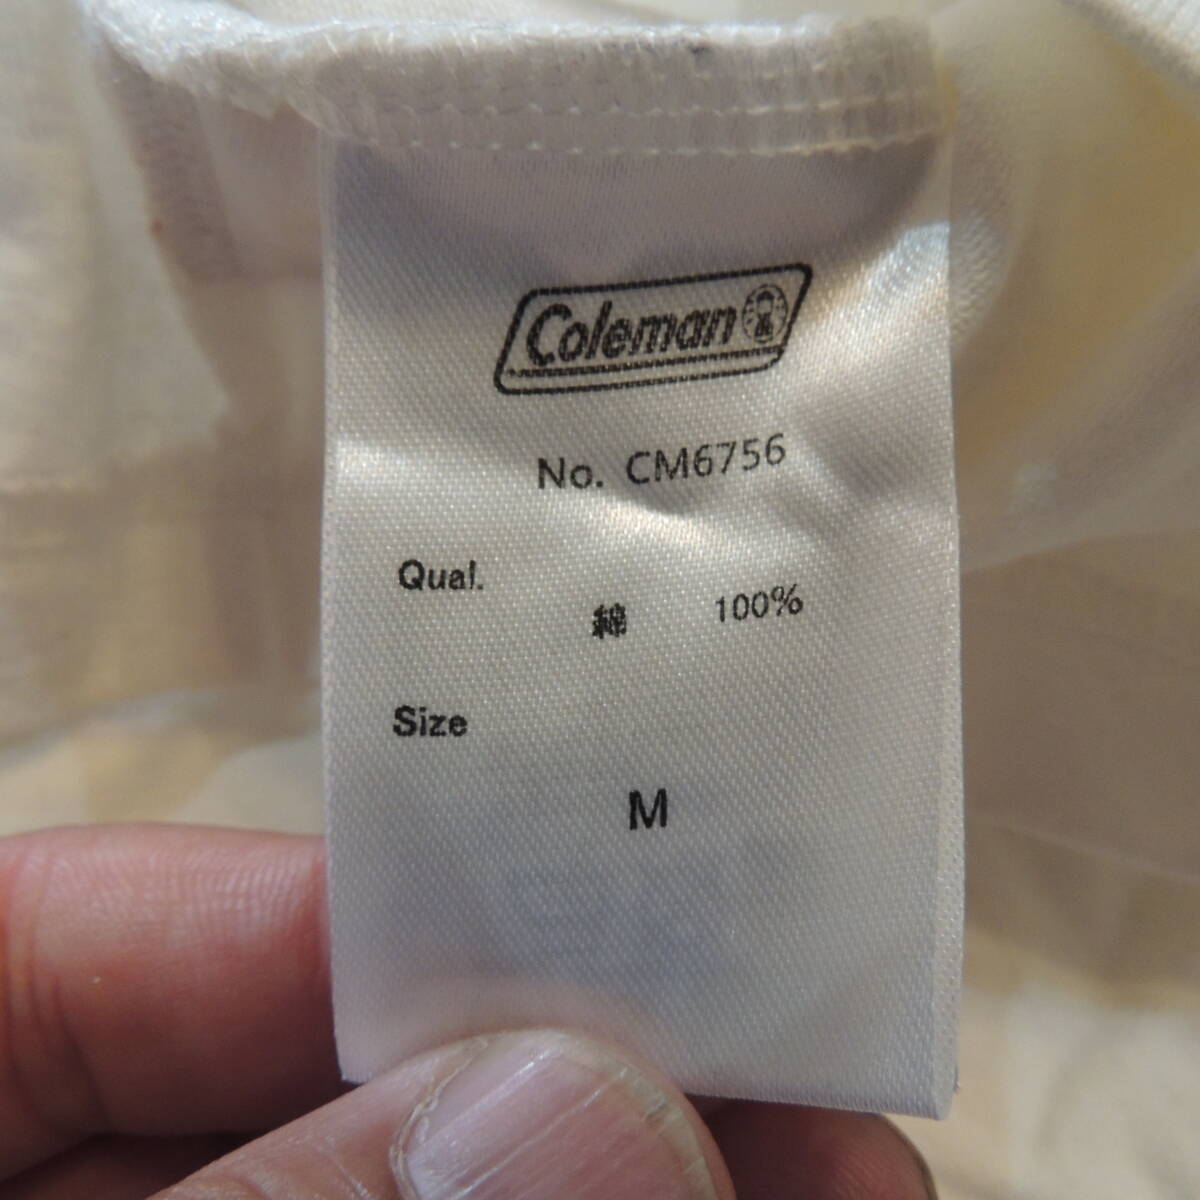 Coleman
No. CM6756
Qual.
綿 100%
Size
M